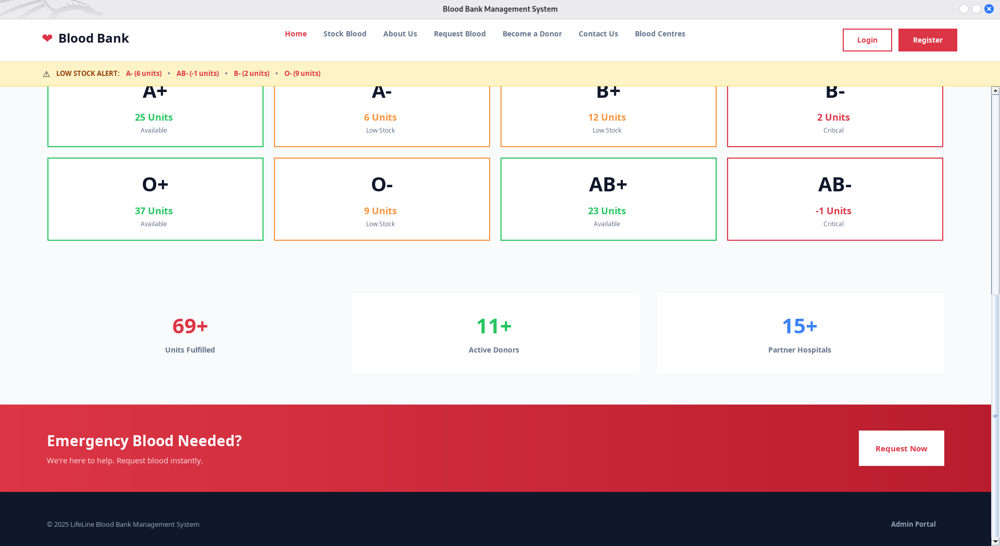 Blood Bank Management System
❤ Blood Bank
Home Stock Blood About Us Request Blood Become a Donor Contact Us Blood Centres
Login Register
⚠ LOW STOCK ALERT: A- (6 units) • AB- (-1 units) • B- (2 units) • O- (9 units)
A+ A- B+ B-
25 Units 6 Units 12 Units 2 Units
Available Low Stock Low Stock Critical
O+ O- AB+ AB-
37 Units 9 Units 23 Units -1 Units
Available Low Stock Available Critical
69+ 11+ 15+
Units Fulfilled Active Donors Partner Hospitals
Emergency Blood Needed?
We're here to help. Request blood instantly.
Request Now
© 2025 LifeLine Blood Bank Management System
Admin Portal